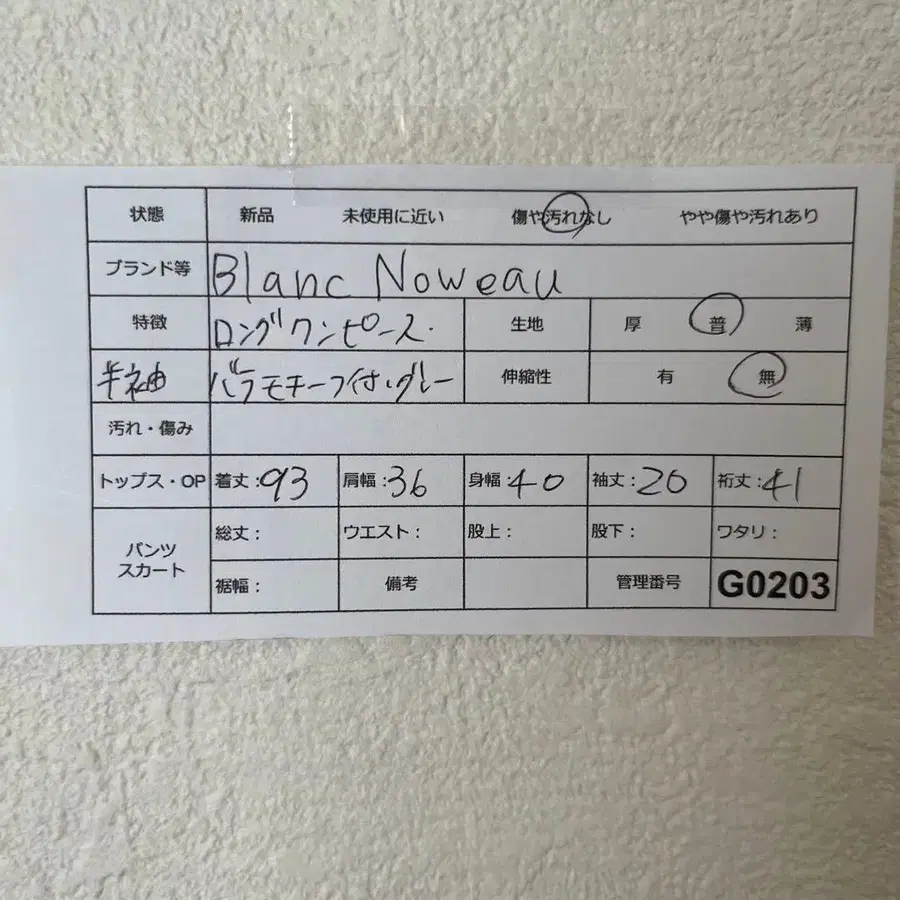 状態 新品 未使用に近い 傷や汚れなし やや傷や汚れあり
ブランド等 Blanc Noweau
特徴 ロングワンピース・ 生地 厚 普 薄
半袖 バラモチーフ付・グレー 伸縮性 有 無
汚れ・傷み
トップス・OP 着丈:93 肩幅:36 身幅:40 袖丈:20 裄丈:41
パンツ スカート 総丈: ウエスト: 股上: 股下: ワタリ:
裾幅: 備考 管理番号 G0203